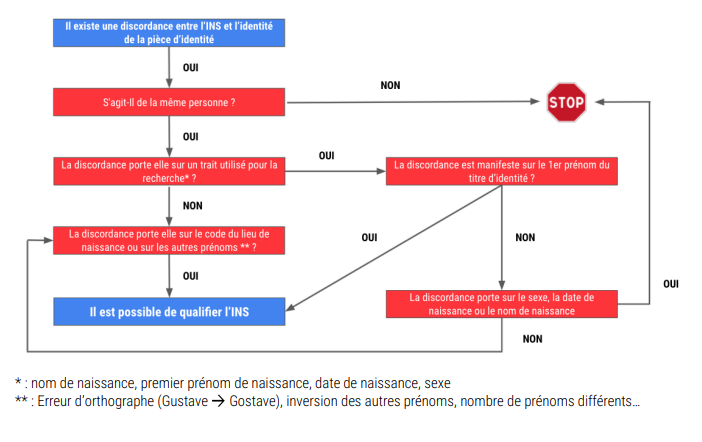 Il existe une discordance entre l'INS et l'identité
de la pièce d'identité
OUI
S'agit-Il de la même personne ?
NON
STOP
OUI
La discordance porte elle sur un trait utilisé pour la
recherche* ?
OUI
La discordance est manifeste sur le 1er prénom du
titre d'identité ?
NON
La discordance porte elle sur le code du lieu de
naissance ou sur les autres prénoms ** ?
OUI
NON
OUI
OUI
La discordance porte sur le sexe, la date de
naissance ou le nom de naissance
Il est possible de qualifier l'INS
NON
* : nom de naissance, premier prénom de naissance, date de naissance, sexe
** : Erreur d'orthographe (Gustave → Gostave), inversion des autres prénoms, nombre de prénoms différents…